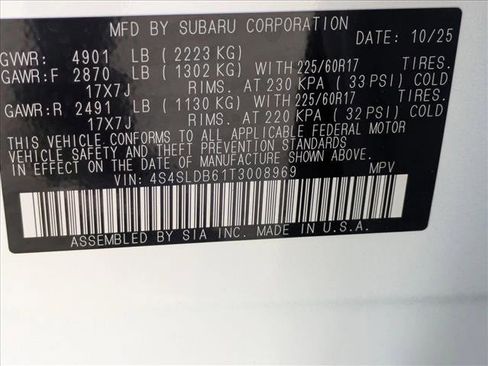 MFD BY SUBARU CORPORATION
DATE: 10/25
GVWR: 4901 LB (2223 KG)
GAWR:F 2870 LB (1302 KG) WITH 225/60R17 TIRES.
17X7J RIMS. AT 230 KPA (33 PSI) COLD
GAWR:R 2491 LB (1130 KG) WITH 225/60R17 TIRES.
17X7J RIMS. AT 220 KPA (32 PSI) COLD
THIS VEHICLE CONFORMS TO ALL APPLICABLE FEDERAL MOTOR
VEHICLE SAFETY AND THEFT PREVENTION STANDARDS
IN EFFECT ON THE DATE OF MANUFACTURE SHOWN ABOVE.
VIN: 4S4SLDB61T3008969 MPV
ASSEMBLED BY SIA INC. MADE IN U.S.A.